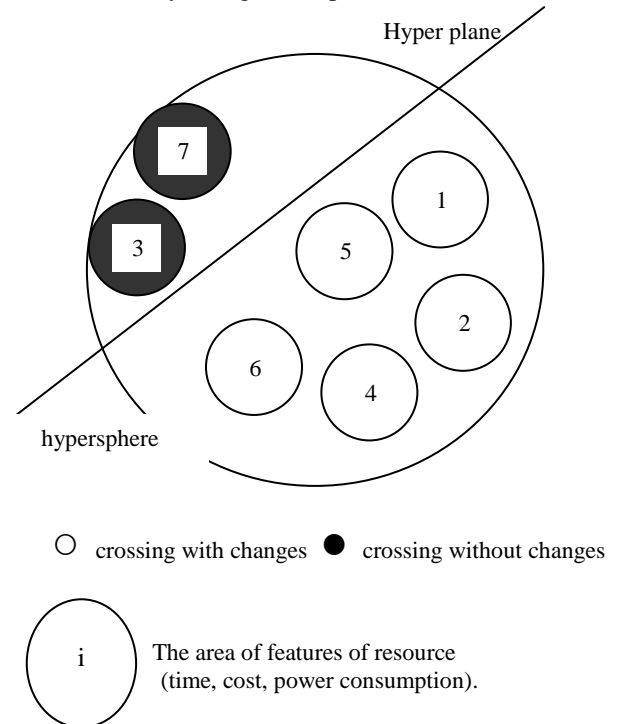 Hyper plane
7
1
3
5
2
6
4
hypersphere
crossing with changes crossing without changes
i
The area of features of resource
(time, cost, power consumption).